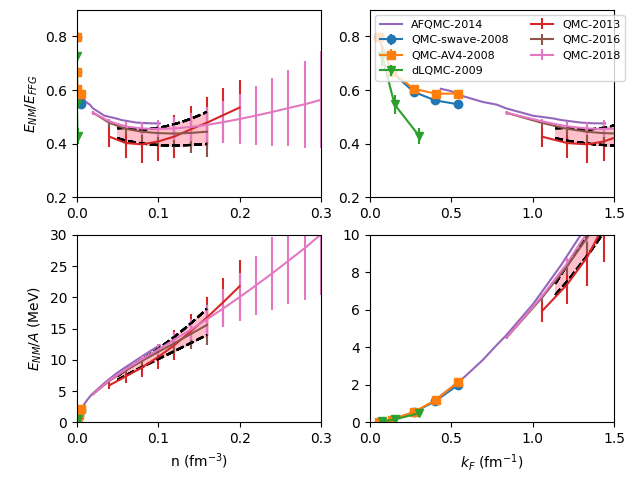 0.8
0.6
0.4
0.2
E_NM/E_FFG
0.0 0.1 0.2 0.3
AFQMC-2014
QMC-swave-2008
QMC-AV4-2008
dLQMC-2009
QMC-2013
QMC-2016
QMC-2018
0.8
0.6
0.4
0.2
0.0 0.5 1.0 1.5
30
25
20
15
10
5
0
E_NM/A (MeV)
0.0 0.1 0.2 0.3
n (fm⁻³)
10
8
6
4
2
0
0.0 0.5 1.0 1.5
k_F (fm⁻¹)